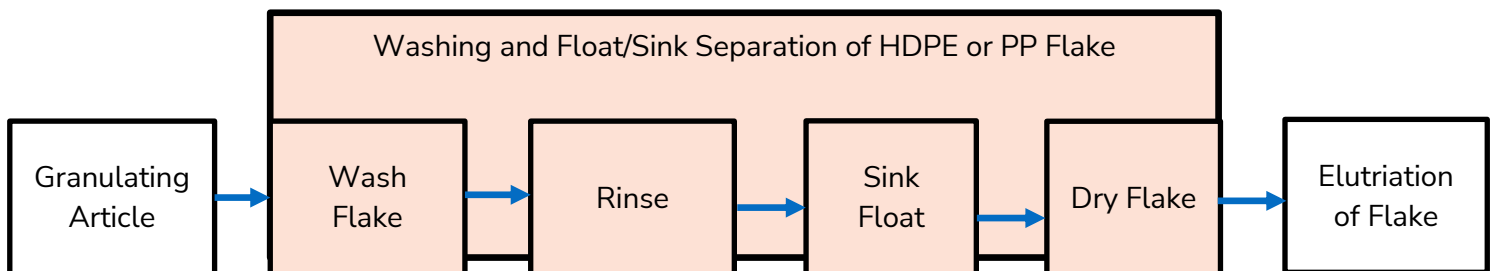 Washing and Float/Sink Separation of HDPE or PP Flake
Granulating
Article
Wash
Flake
Rinse
Sink
Float
Dry Flake
Elutriation
of Flake